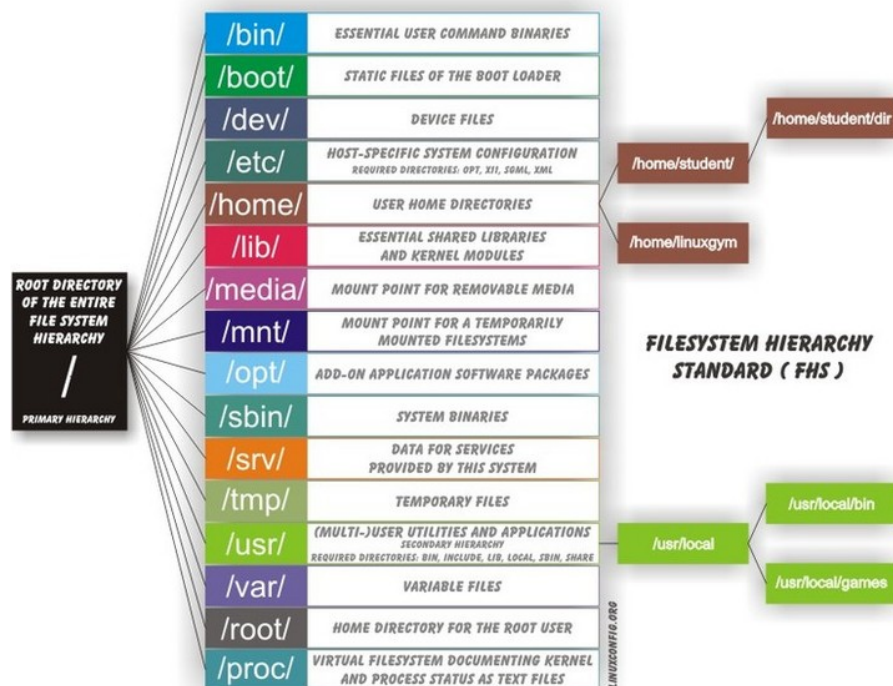 ROOT DIRECTORY
OF THE ENTIRE
FILE SYSTEM
HIERARCHY
/
PRIMARY HIERARCHY
/bin/
ESSENTIAL USER COMMAND BINARIES
/boot/
STATIC FILES OF THE BOOT LOADER
/dev/
DEVICE FILES
/etc/
HOST-SPECIFIC SYSTEM CONFIGURATION
REQUIRED DIRECTORIES: OPT, X11, SGML, XML
/home/
USER HOME DIRECTORIES
/home/student/
/home/student/dir
/home/linuxgym
/lib/
ESSENTIAL SHARED LIBRARIES
AND KERNEL MODULES
/media/
MOUNT POINT FOR REMOVABLE MEDIA
/mnt/
MOUNT POINT FOR A TEMPORARILY
MOUNTED FILESYSTEMS
/opt/
ADD-ON APPLICATION SOFTWARE PACKAGES
/sbin/
SYSTEM BINARIES
/srv/
DATA FOR SERVICES
PROVIDED BY THIS SYSTEM
/tmp/
TEMPORARY FILES
/usr/
(MULTI-)USER UTILITIES AND APPLICATIONS
SECONDARY HIERARCHY
REQUIRED DIRECTORIES: BIN, INCLUDE, LIB, LOCAL, SBIN, SHARE
/usr/local
/usr/local/bin
/usr/local/games
/var/
VARIABLE FILES
/root/
HOME DIRECTORY FOR THE ROOT USER
/proc/
VIRTUAL FILESYSTEM DOCUMENTING KERNEL
AND PROCESS STATUS AS TEXT FILES
FILESYSTEM HIERARCHY
STANDARD ( FHS )
LINUXCONFIG.ORG